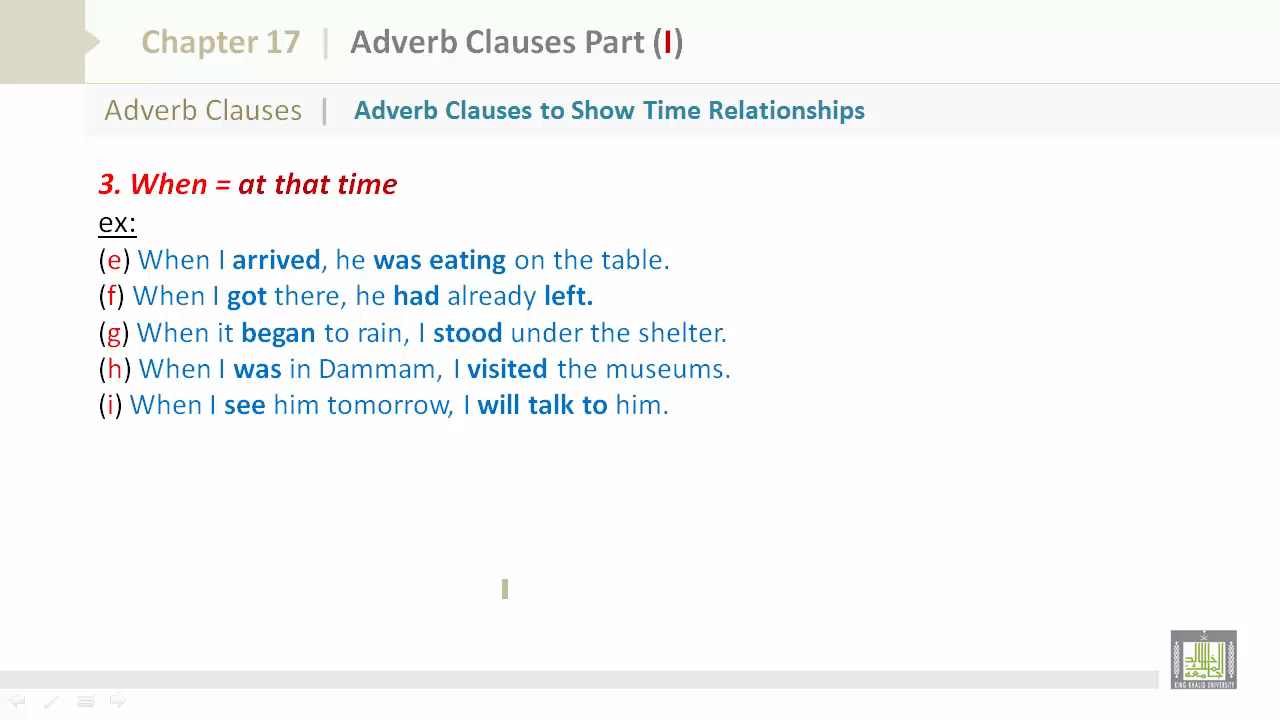 Chapter 17 | Adverb Clauses Part (I)
Adverb Clauses | Adverb Clauses to Show Time Relationships
3. When = at that time
ex:
(e) When I arrived, he was eating on the table.
(f) When I got there, he had already left.
(g) When it began to rain, I stood under the shelter.
(h) When I was in Dammam, I visited the museums.
(i) When I see him tomorrow, I will talk to him.
KING KHALID UNIVERSITY